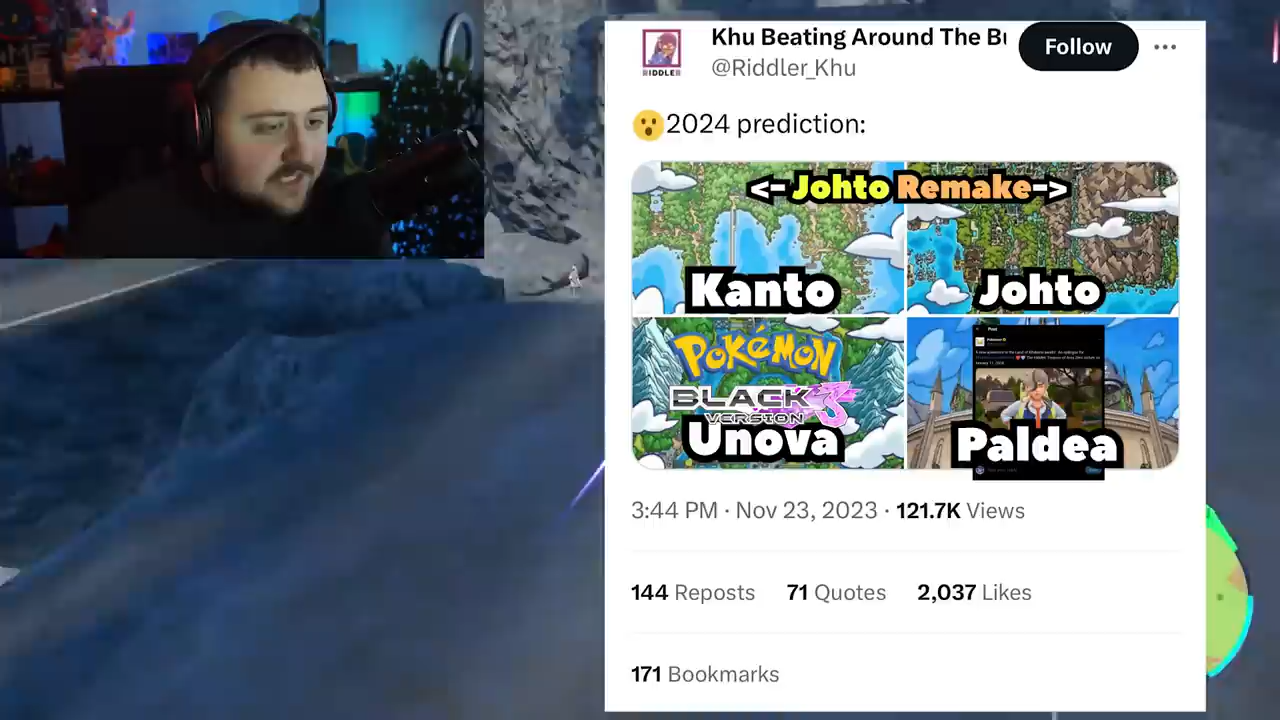 Khu Beating Around The Bu
@Riddler_Khu
Follow
RIDDLER
2024 prediction:
<- Johto Remake->
Kanto
Johto
POKéMON
BLACK 3
VERSION
Unova
Paldea
3:44 PM · Nov 23, 2023 · 121.7K Views
144 Reposts 71 Quotes 2,037 Likes
171 Bookmarks